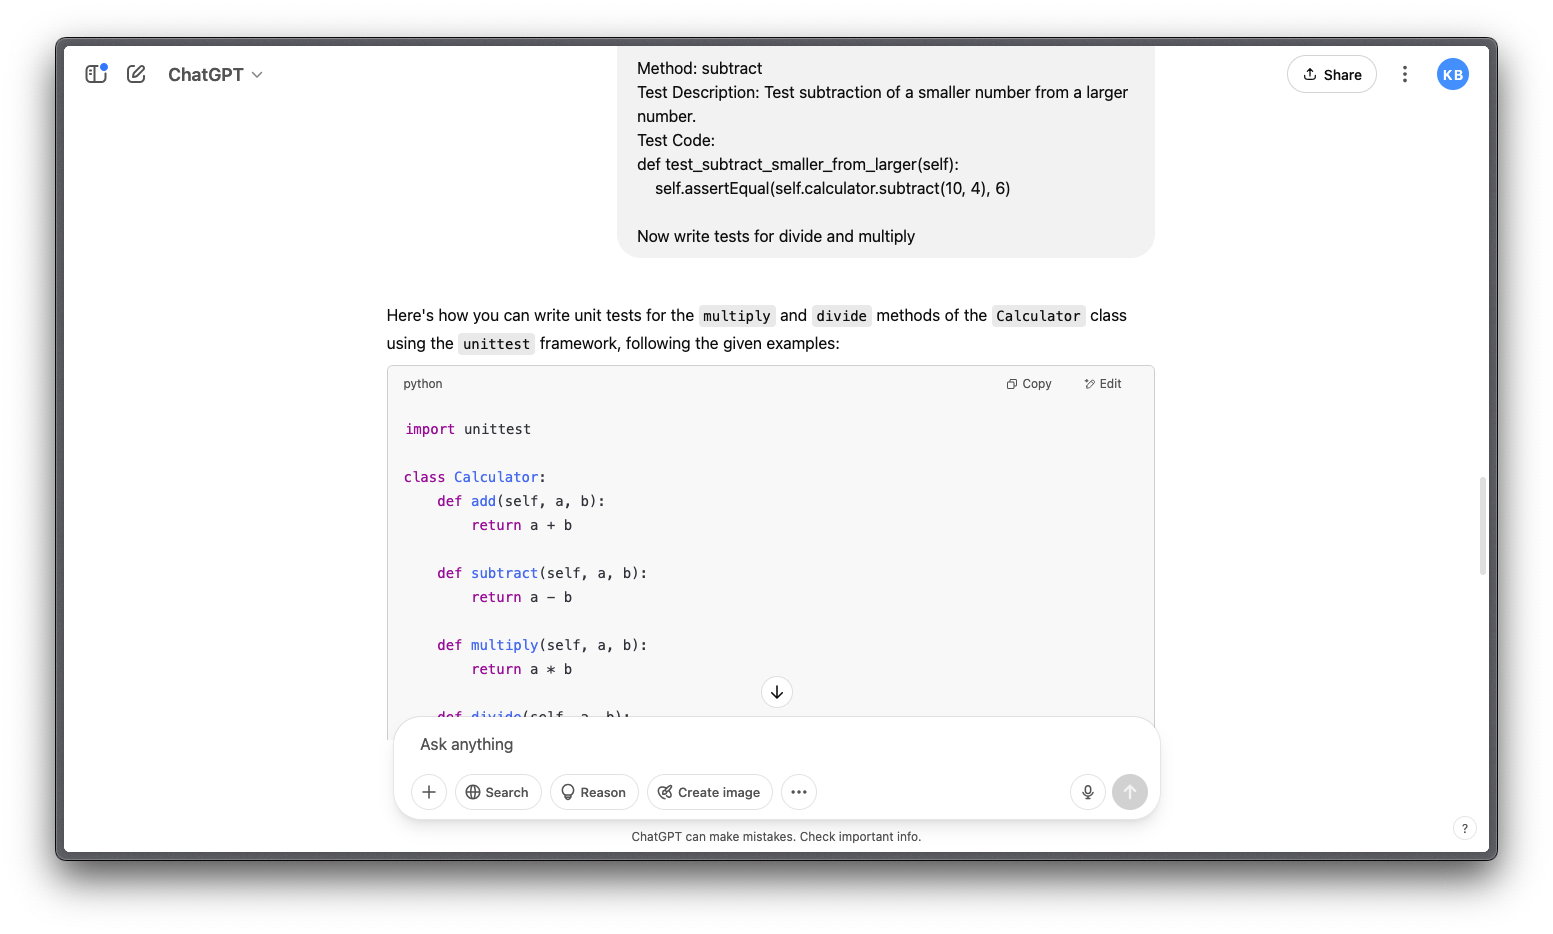 ChatGPT
Share
KB
Method: subtract
Test Description: Test subtraction of a smaller number from a larger
number.
Test Code:
def test_subtract_smaller_from_larger(self):
    self.assertEqual(self.calculator.subtract(10, 4), 6)
Now write tests for divide and multiply
Here's how you can write unit tests for the multiply and divide methods of the Calculator class
using the unittest framework, following the given examples:
python
Copy
Edit
import unittest
class Calculator:
    def add(self, a, b):
        return a + b
    def subtract(self, a, b):
        return a - b
    def multiply(self, a, b):
        return a * b
    def divide(self, a, b):
Ask anything
Search
Reason
Create image
ChatGPT can make mistakes. Check important info.
?